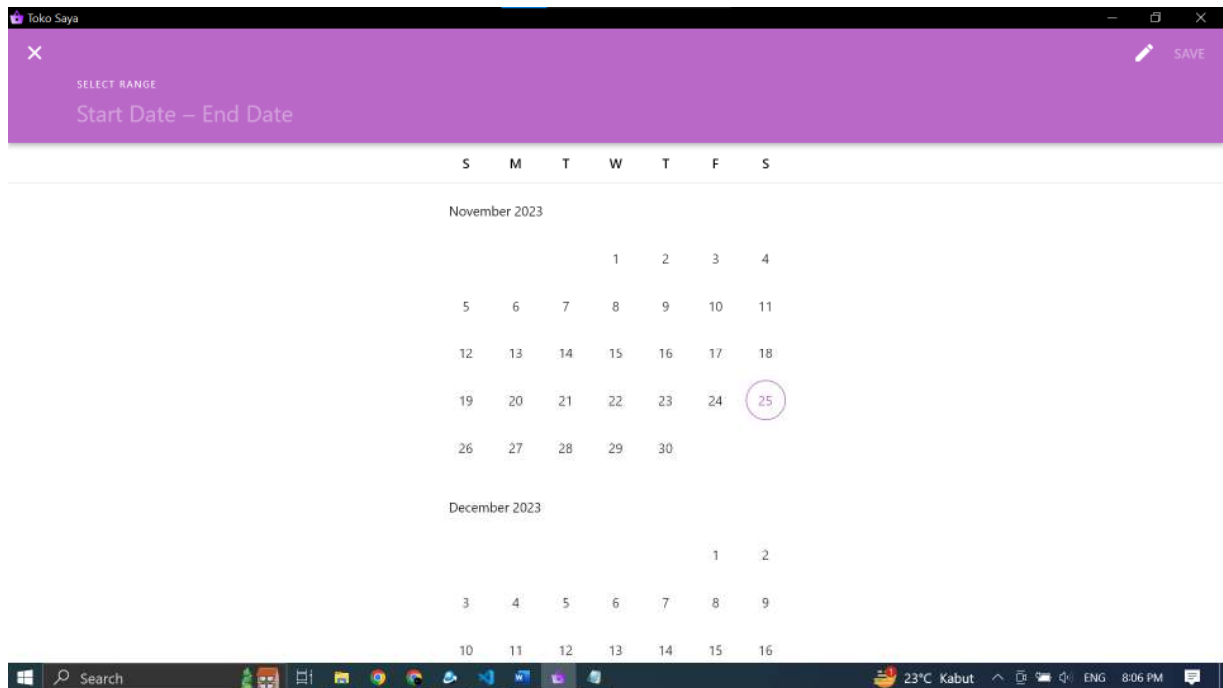 Toko Saya
SAVE
SELECT RANGE
Start Date – End Date
S M T W T F S
November 2023
1 2 3 4
5 6 7 8 9 10 11
12 13 14 15 16 17 18
19 20 21 22 23 24 25
26 27 28 29 30
December 2023
1 2
3 4 5 6 7 8 9
10 11 12 13 14 15 16
Search 1 23°C Kabut ENG 8:06 PM